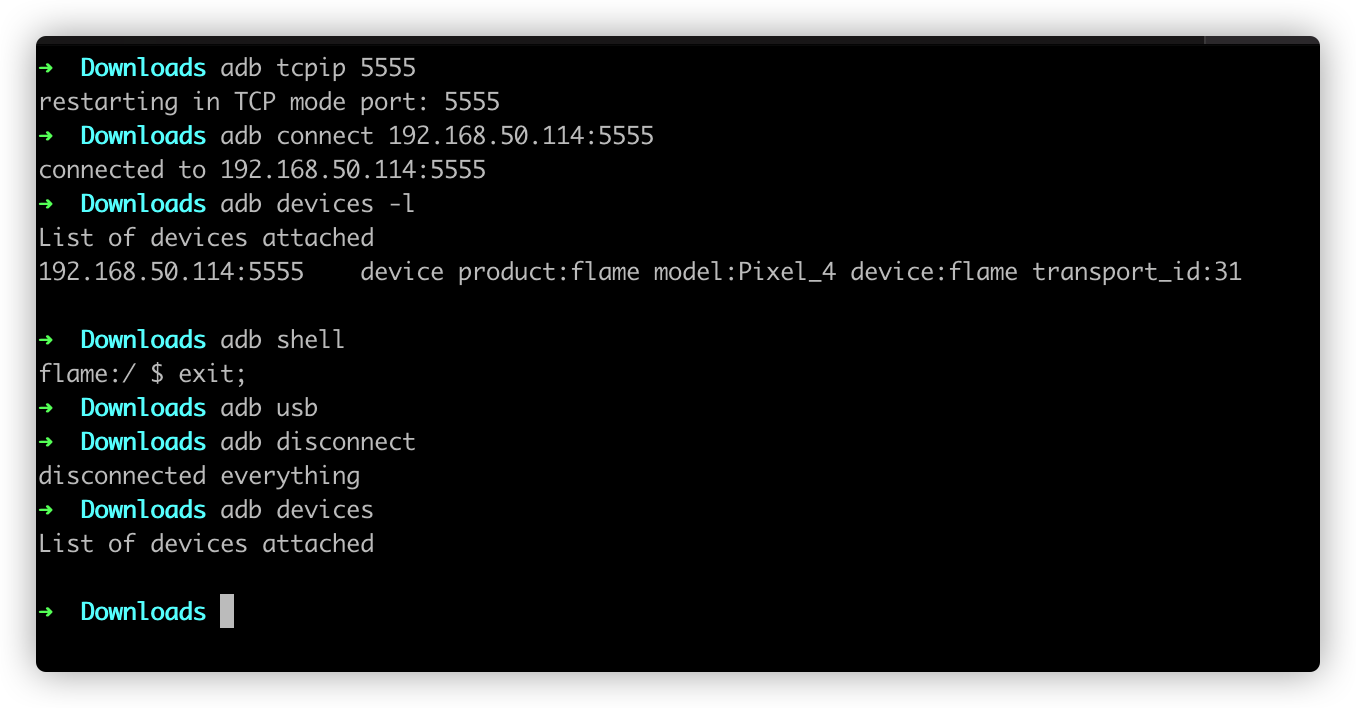 ➜  Downloads adb tcpip 5555
restarting in TCP mode port: 5555
➜  Downloads adb connect 192.168.50.114:5555
connected to 192.168.50.114:5555
➜  Downloads adb devices -l
List of devices attached
192.168.50.114:5555    device product:flame model:Pixel_4 device:flame transport_id:31
➜  Downloads adb shell
flame:/ $ exit;
➜  Downloads adb usb
➜  Downloads adb disconnect
disconnected everything
➜  Downloads adb devices
List of devices attached
➜  Downloads